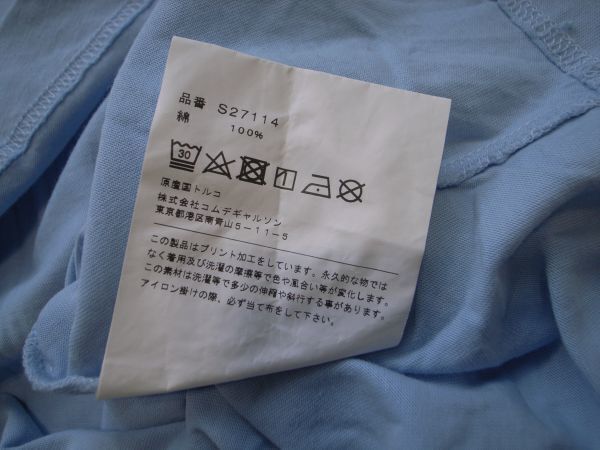 品番 S27114
綿 100%
30
原産国トルコ
株式会社コムデギャルソン
東京都港区南青山5-11-5
この製品はプリント加工をしています。永久的な物では
なく着用及び洗濯の摩擦等で色や風合い等が変化します。
この素材は洗濯等で多少の伸縮や斜行する事があります。
アイロン掛けの際、必ず当て布をして下さい。